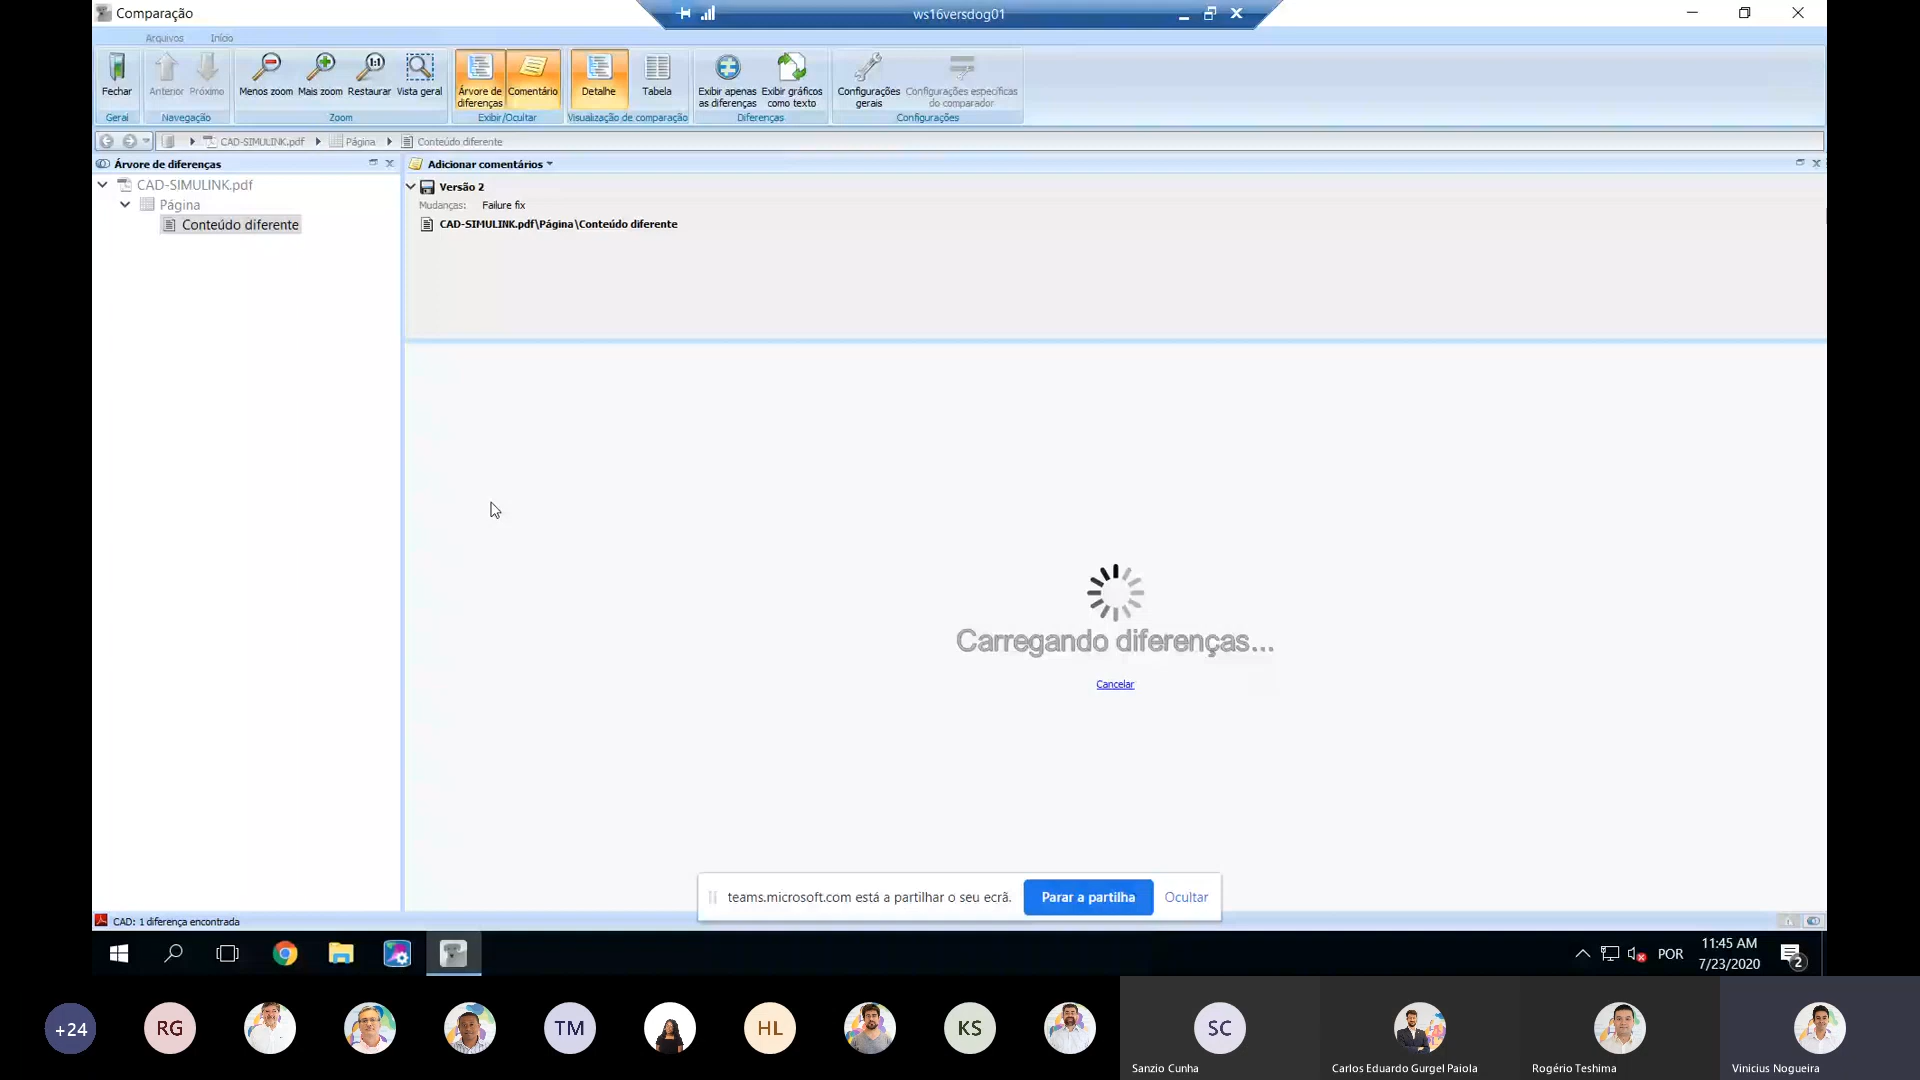 Comparação
ws16versdog01
Arquivos Início
Fechar
Anterior Próximo
Menos zoom Mais zoom Restaurar Vista geral
Árvore de diferenças
Comentário
Detalhe
Tabela
Exibir apenas as diferenças
Exibir gráficos como texto
Configurações gerais
Configurações específicas do comparador
Geral
Navegação
Zoom
Exibir/Ocultar
Visualização de comparação
Diferenças
Configurações
CAD-SIMULINK.pdf Página Conteúdo diferente
Árvore de diferenças
CAD-SIMULINK.pdf
Página
Conteúdo diferente
Adicionar comentários
Versão 2
Mudanças: Failure fix
CAD-SIMULINK.pdf\Página\Conteúdo diferente
Carregando diferenças...
Cancelar
teams.microsoft.com está a partilhar o seu ecrã. Parar a partilha Ocultar
CAD: 1 diferença encontrada
POR
11:45 AM
7/23/2020
2
+24
RG
TM
HL
KS
SC
Sanzio Cunha
Carlos Eduardo Gurgel Paiola
Rogério Teshima
Vinicius Nogueira